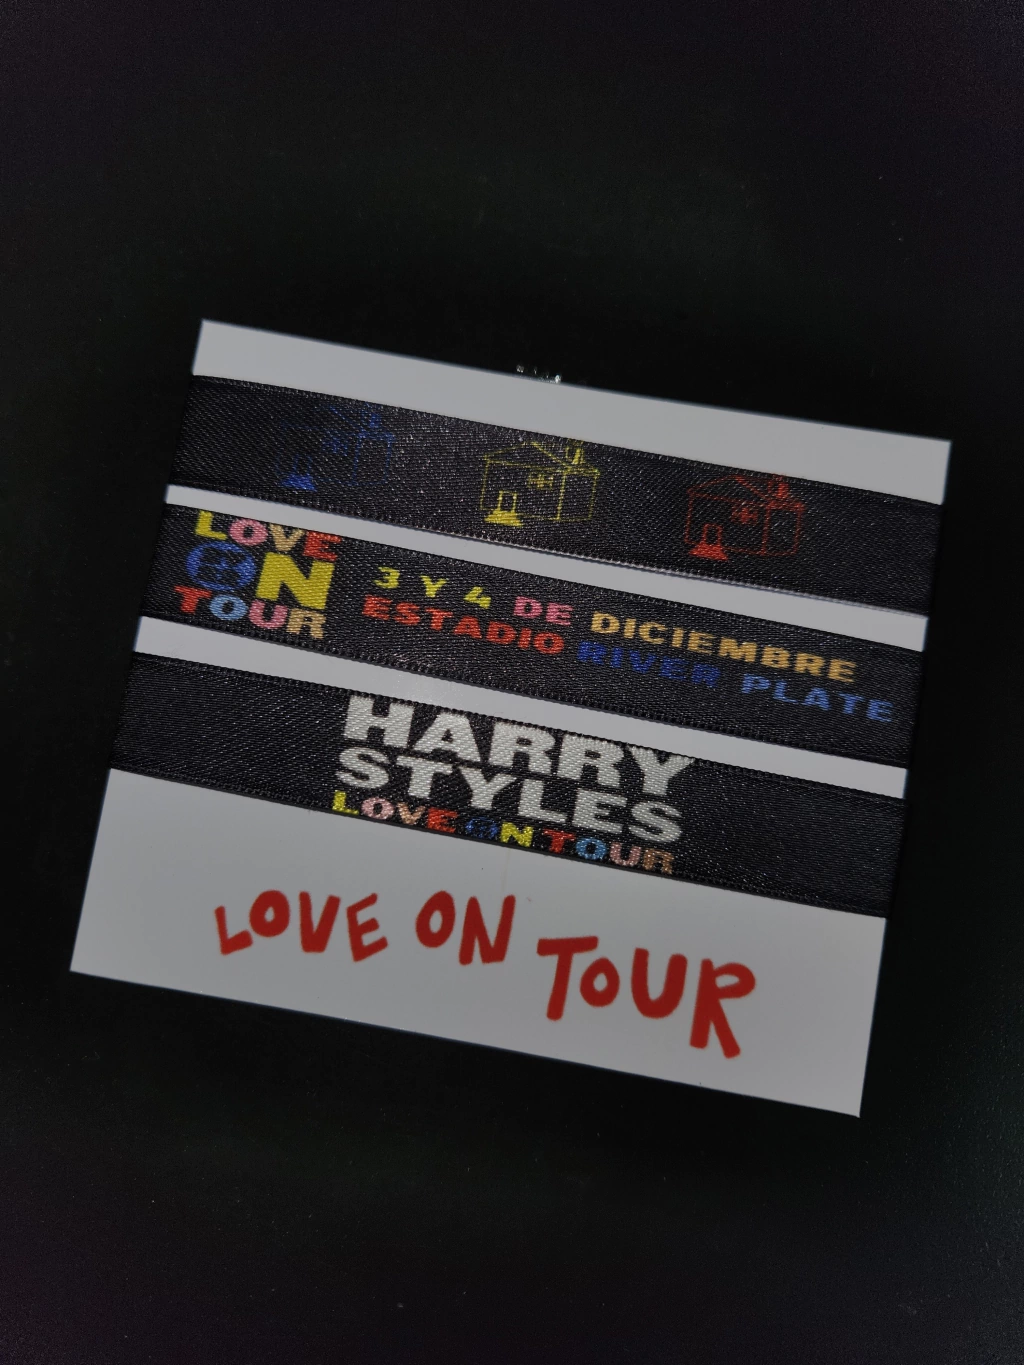 LOVE
ON
TOUR
3 Y 4 DE DICIEMBRE
ESTADIO RIVER PLATE
HARRY
STYLES
LOVE ON TOUR
LOVE ON TOUR